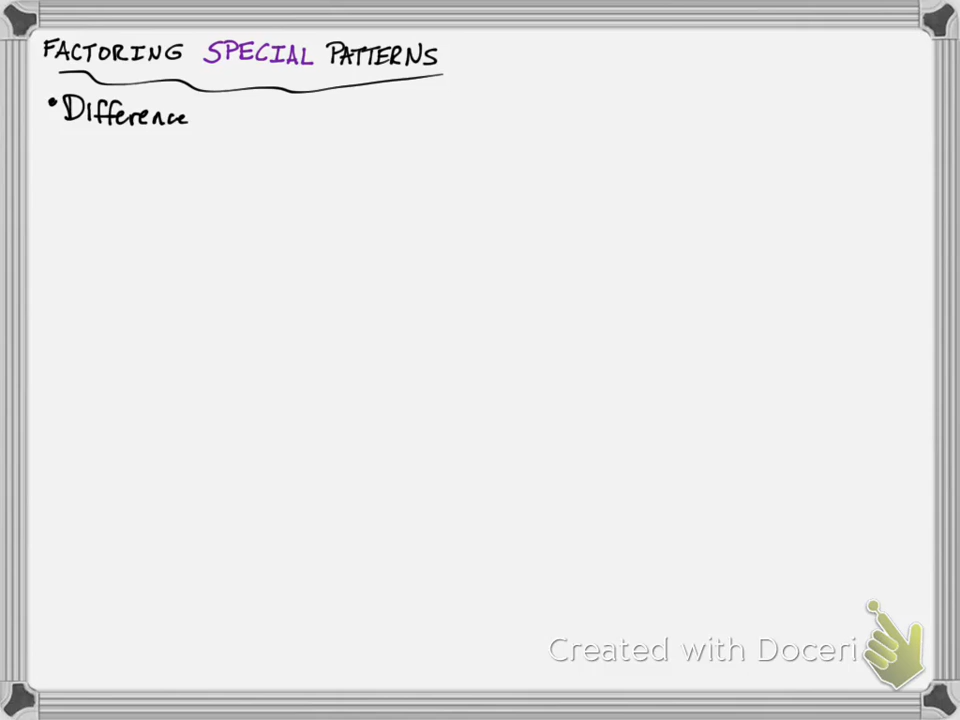 FACTORING SPECIAL PATTERNS
•Difference
Created with Doceri